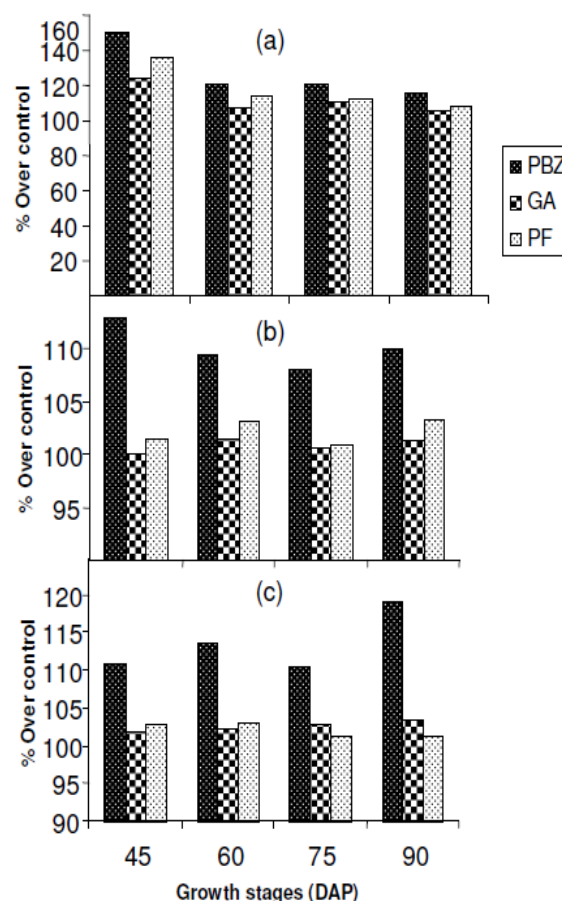 (a)
% Over control
160
140
120
100
80
60
40
20
PBZ
GA
PF
(b)
% Over control
110
105
100
95
(c)
% Over control
120
115
110
105
100
95
90
45 60 75 90
Growth stages (DAP)